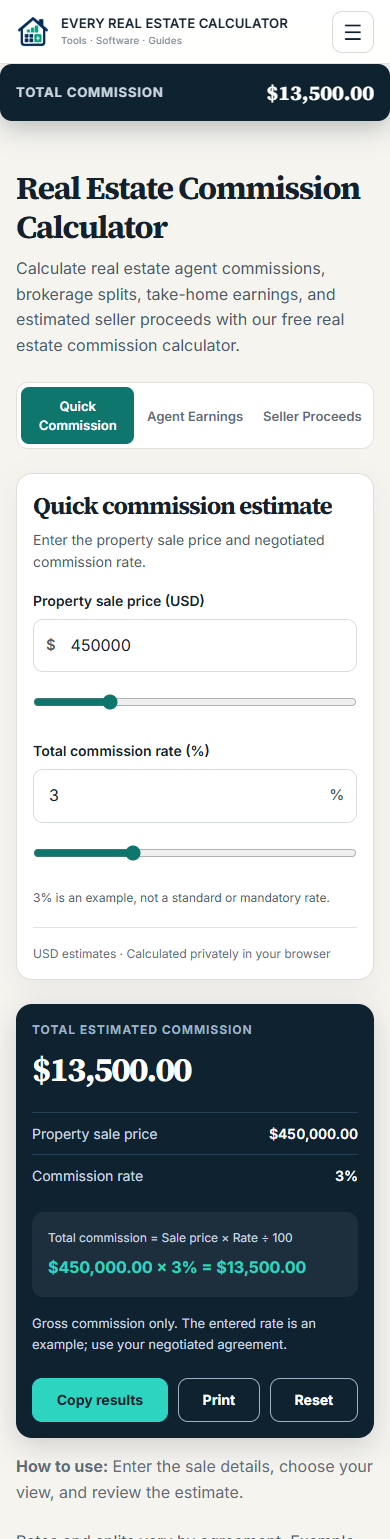 EVERY REAL ESTATE CALCULATOR
Tools · Software · Guides
TOTAL COMMISSION $13,500.00
Real Estate Commission
Calculator
Calculate real estate agent commissions,
brokerage splits, take-home earnings, and
estimated seller proceeds with our free real
estate commission calculator.
Quick
Commission
Agent Earnings
Seller Proceeds
Quick commission estimate
Enter the property sale price and negotiated
commission rate.
Property sale price (USD)
$ 450000
Total commission rate (%)
3 %
3% is an example, not a standard or mandatory rate.
USD estimates · Calculated privately in your browser
TOTAL ESTIMATED COMMISSION
$13,500.00
Property sale price $450,000.00
Commission rate 3%
Total commission = Sale price × Rate ÷ 100
$450,000.00 × 3% = $13,500.00
Gross commission only. The entered rate is an
example; use your negotiated agreement.
Copy results Print Reset
How to use: Enter the sale details, choose your
view, and review the estimate.